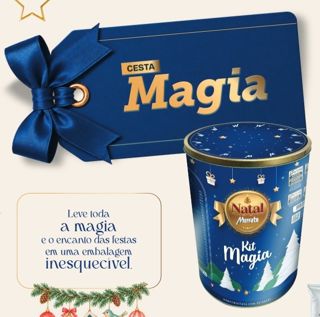 CESTA
Magia
Natal
Kit
Magia
Leve toda
a magia
e o encanto das festas
em uma embalagem
inesquecível.